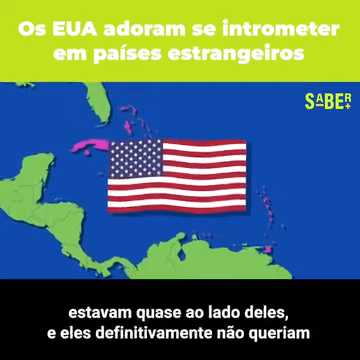 Os EUA adoram se intrometer
em países estrangeiros
SABER+
estavam quase ao lado deles,
e eles definitivamente não queriam